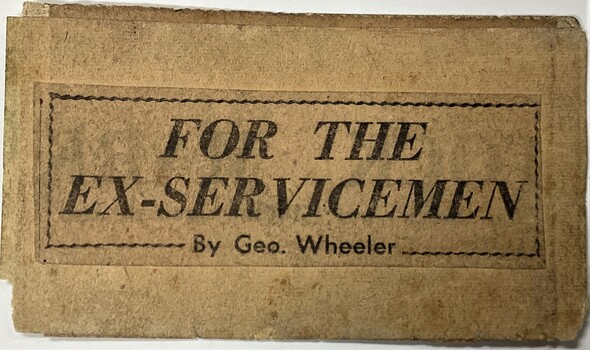 FOR THE
EX-SERVICEMEN
By Geo. Wheeler